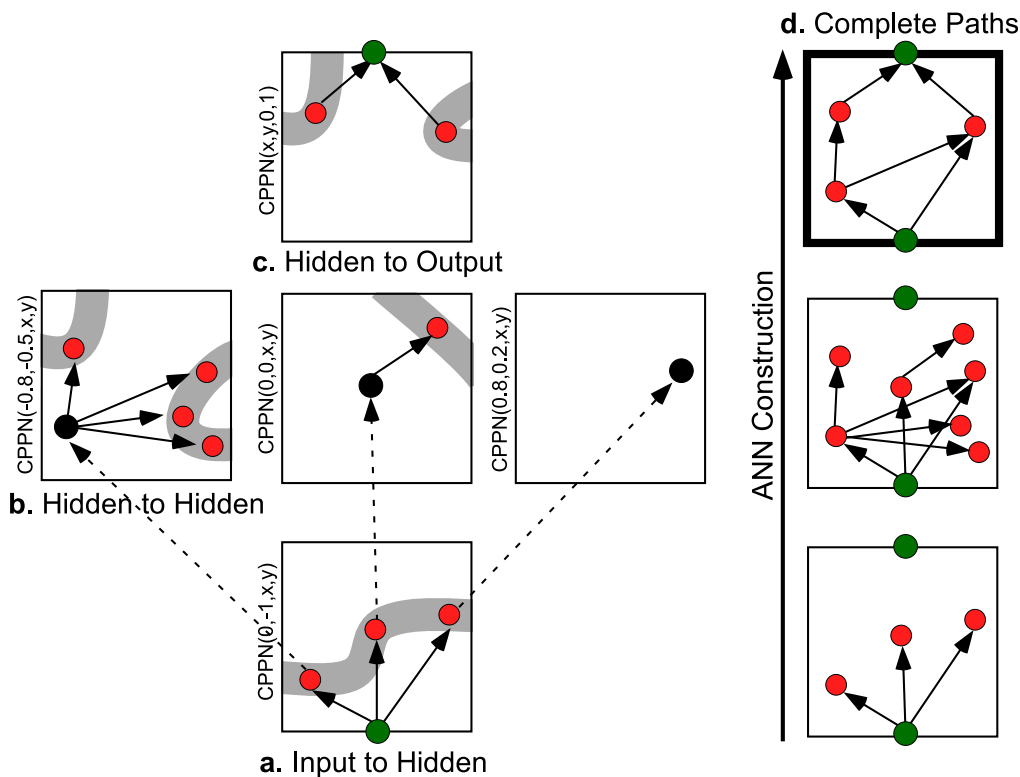 d. Complete Paths
CPPN(x,y,0,1)
c. Hidden to Output
CPPN(-0.8,-0.5,x,y)
CPPN(0,0,x,y)
CPPN(0.8,0.2,x,y)
ANN Construction
b. Hidden to Hidden
CPPN(0,-1,x,y)
a. Input to Hidden